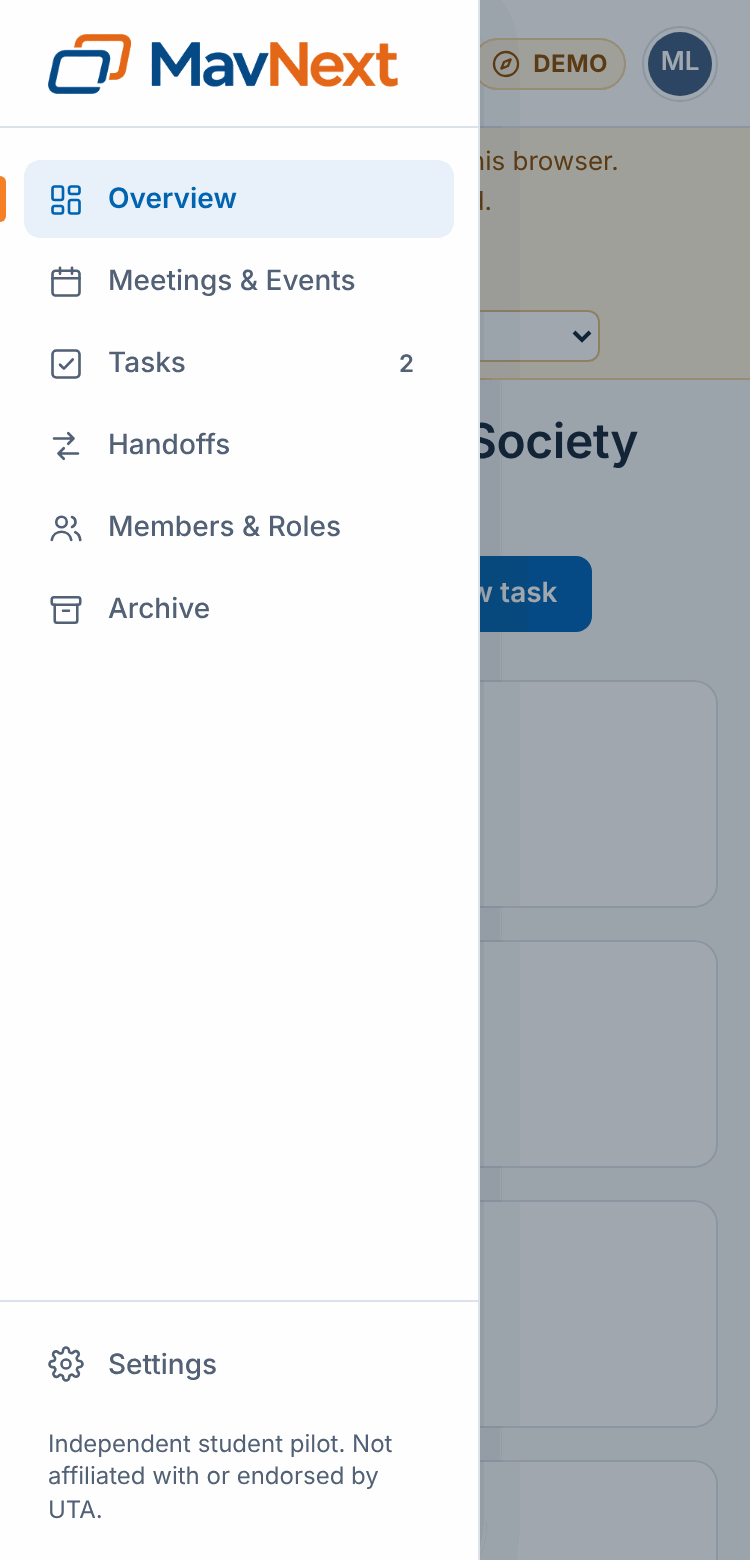 MavNext
DEMO
ML
his browser.
Overview
Meetings & Events
Tasks 2
Handoffs
Society
Members & Roles
task
Archive
Settings
Independent student pilot. Not
affiliated with or endorsed by
UTA.